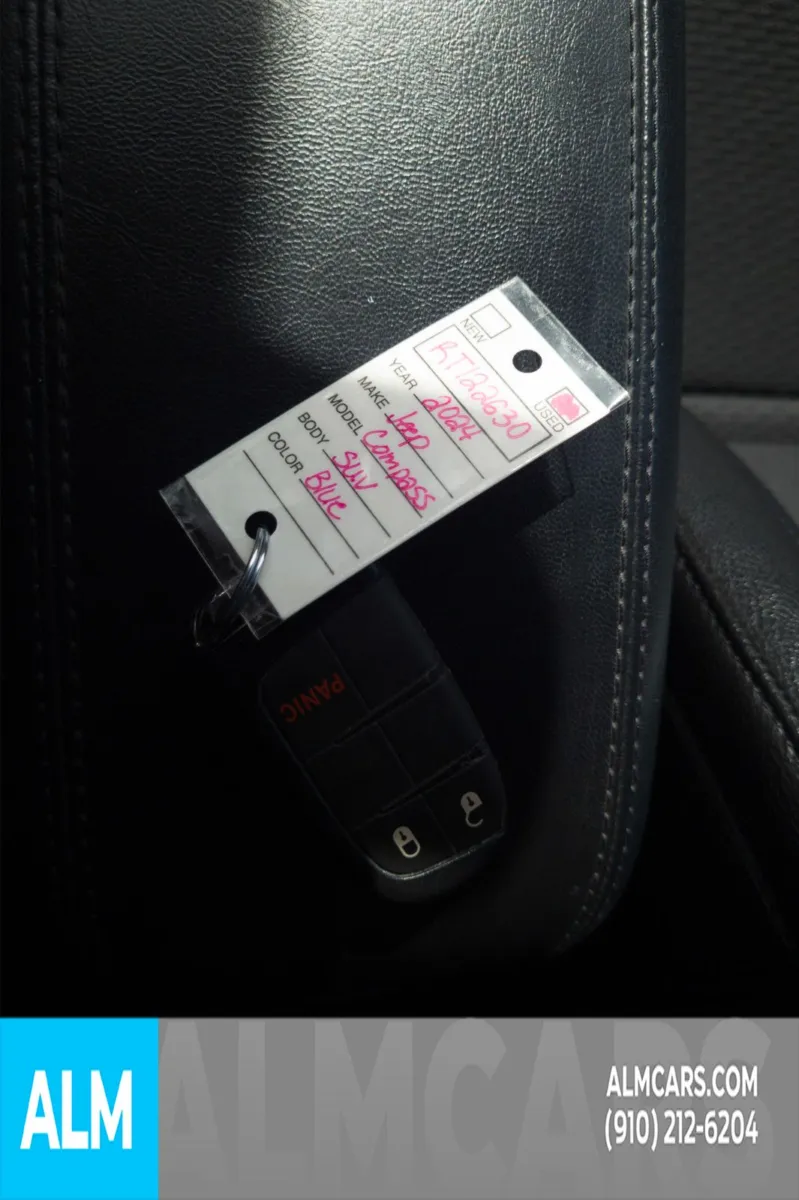 NEW
USED
RT122630
YEAR 2024
MAKE Jeep
MODEL Compass
BODY SUV
COLOR Blue
PANIC
ALM
ALMCARS
ALMCARS.COM
(910) 212-6204